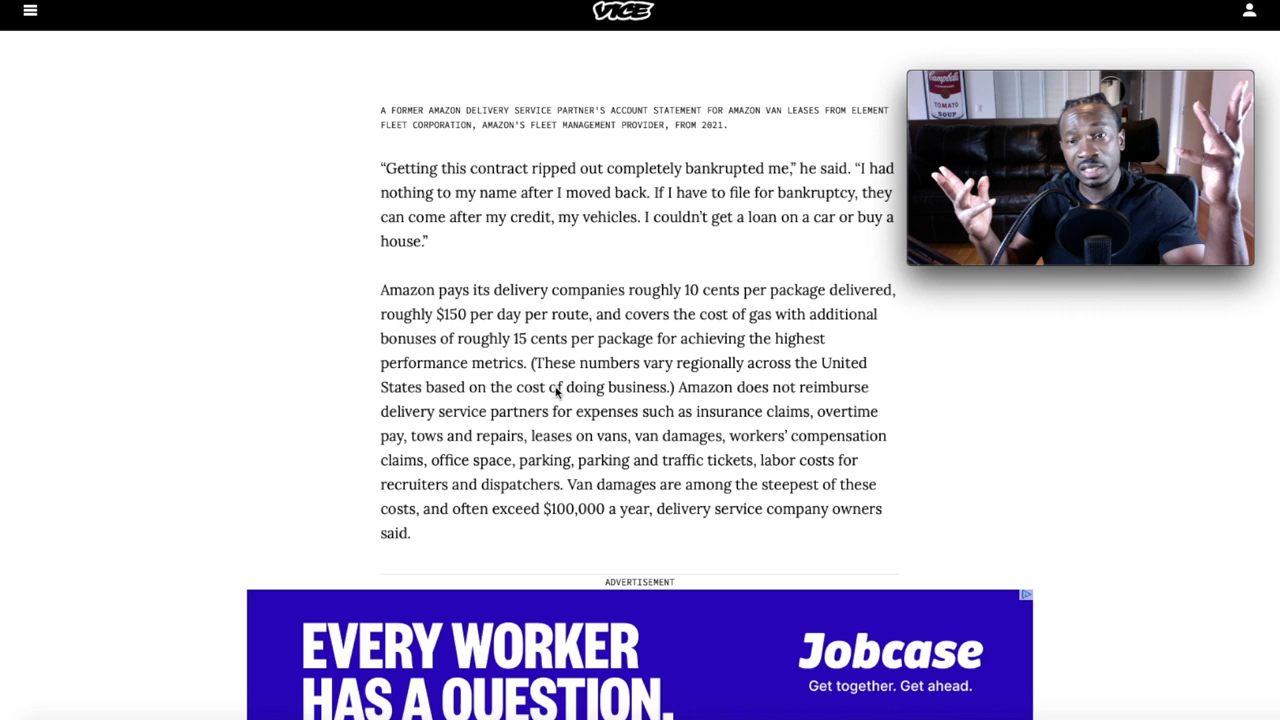 VICE
A FORMER AMAZON DELIVERY SERVICE PARTNER'S ACCOUNT STATEMENT FOR AMAZON VAN LEASES FROM ELEMENT
FLEET CORPORATION, AMAZON'S FLEET MANAGEMENT PROVIDER, FROM 2021.
“Getting this contract ripped out completely bankrupted me,” he said. “I had
nothing to my name after I moved back. If I have to file for bankruptcy, they
can come after my credit, my vehicles. I couldn’t get a loan on a car or buy a
house.”
Campbell's
TOMATO
SOUP
Amazon pays its delivery companies roughly 10 cents per package delivered,
roughly $150 per day per route, and covers the cost of gas with additional
bonuses of roughly 15 cents per package for achieving the highest
performance metrics. (These numbers vary regionally across the United
States based on the cost of doing business.) Amazon does not reimburse
delivery service partners for expenses such as insurance claims, overtime
pay, tows and repairs, leases on vans, van damages, workers’ compensation
claims, office space, parking, parking and traffic tickets, labor costs for
recruiters and dispatchers. Van damages are among the steepest of these
costs, and often exceed $100,000 a year, delivery service company owners
said.
ADVERTISEMENT
EVERY WORKER
HAS A QUESTION.
Jobcase
Get together. Get ahead.